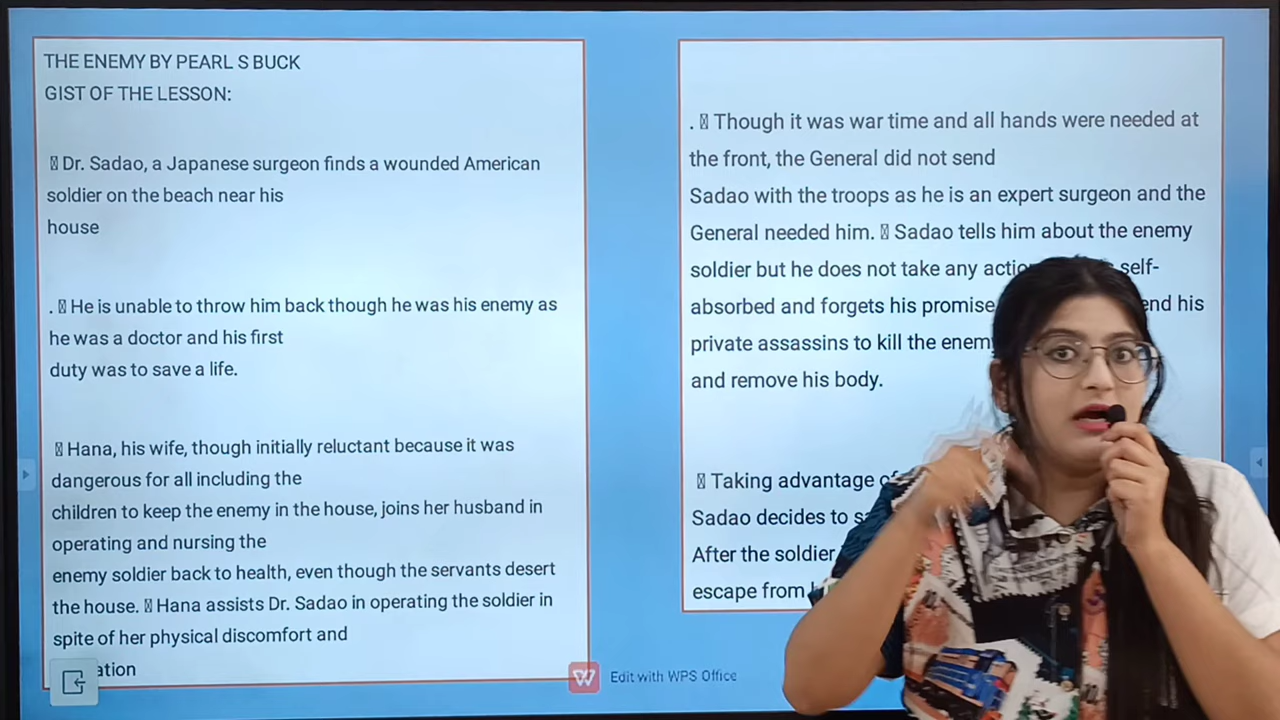 THE ENEMY BY PEARL S BUCK
GIST OF THE LESSON:
Dr. Sadao, a Japanese surgeon finds a wounded American
soldier on the beach near his
house
. He is unable to throw him back though he was his enemy as
he was a doctor and his first
duty was to save a life.
Hana, his wife, though initially reluctant because it was
dangerous for all including the
children to keep the enemy in the house, joins her husband in
operating and nursing the
enemy soldier back to health, even though the servants desert
the house. Hana assists Dr. Sadao in operating the soldier in
spite of her physical discomfort and
ation
. Though it was war time and all hands were needed at
the front, the General did not send
Sadao with the troops as he is an expert surgeon and the
General needed him. Sadao tells him about the enemy
soldier but he does not take any self-
absorbed and forgets his promise his
private assassins to kill the
and remove his body.
Taking advantage
Sadao decides to
After the soldier
escape from
Edit with WPS Office